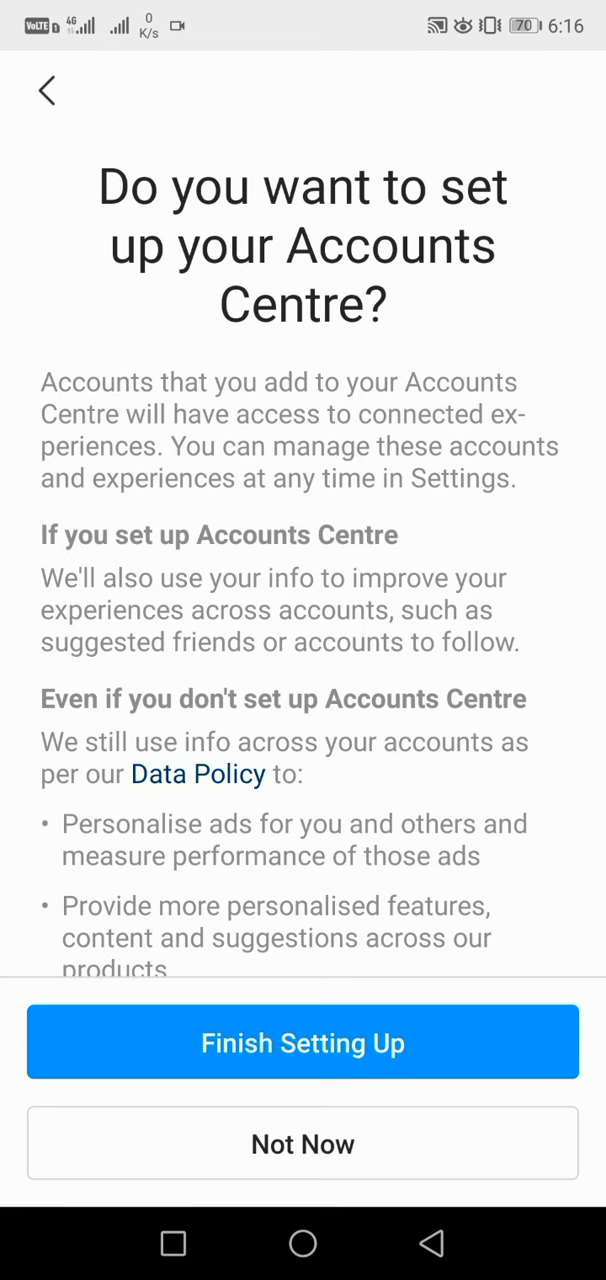 VoLTE 4G 0 K/s 70 6:16
Do you want to set
up your Accounts
Centre?
Accounts that you add to your Accounts
Centre will have access to connected ex-
periences. You can manage these accounts
and experiences at any time in Settings.
If you set up Accounts Centre
We'll also use your info to improve your
experiences across accounts, such as
suggested friends or accounts to follow.
Even if you don't set up Accounts Centre
We still use info across your accounts as
per our Data Policy to:
• Personalise ads for you and others and
measure performance of those ads
• Provide more personalised features,
content and suggestions across our
products
Finish Setting Up
Not Now